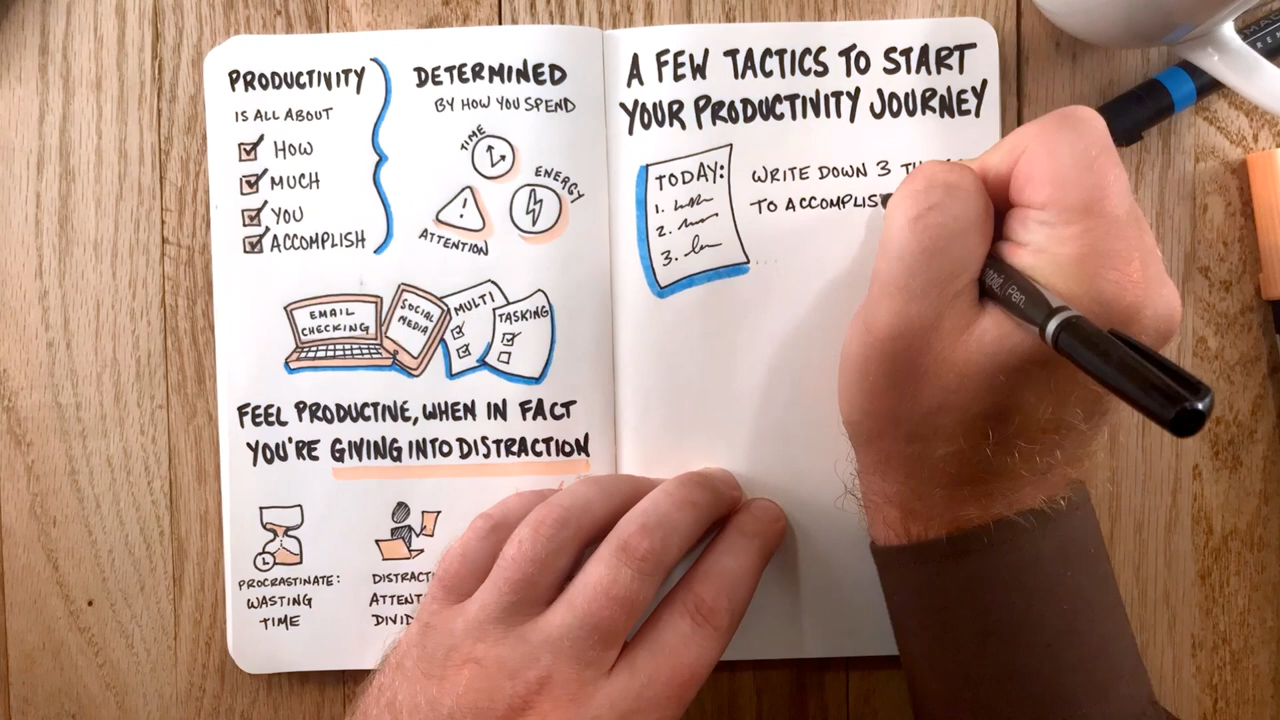 PRODUCTIVITY
IS ALL ABOUT
HOW
MUCH
YOU
ACCOMPLISH
DETERMINED
BY HOW YOU SPEND
TIME
ENERGY
ATTENTION
EMAIL
CHECKING
SOCIAL
MEDIA
MULTI
TASKING
FEEL PRODUCTIVE, WHEN IN FACT
YOU'RE GIVING INTO DISTRACTION
PROCRASTINATE:
WASTING
TIME
A FEW TACTICS TO START
YOUR PRODUCTIVITY JOURNEY
TODAY:
1.
2.
3.
WRITE DOWN 3
TO ACCOMPLIS
Pen.